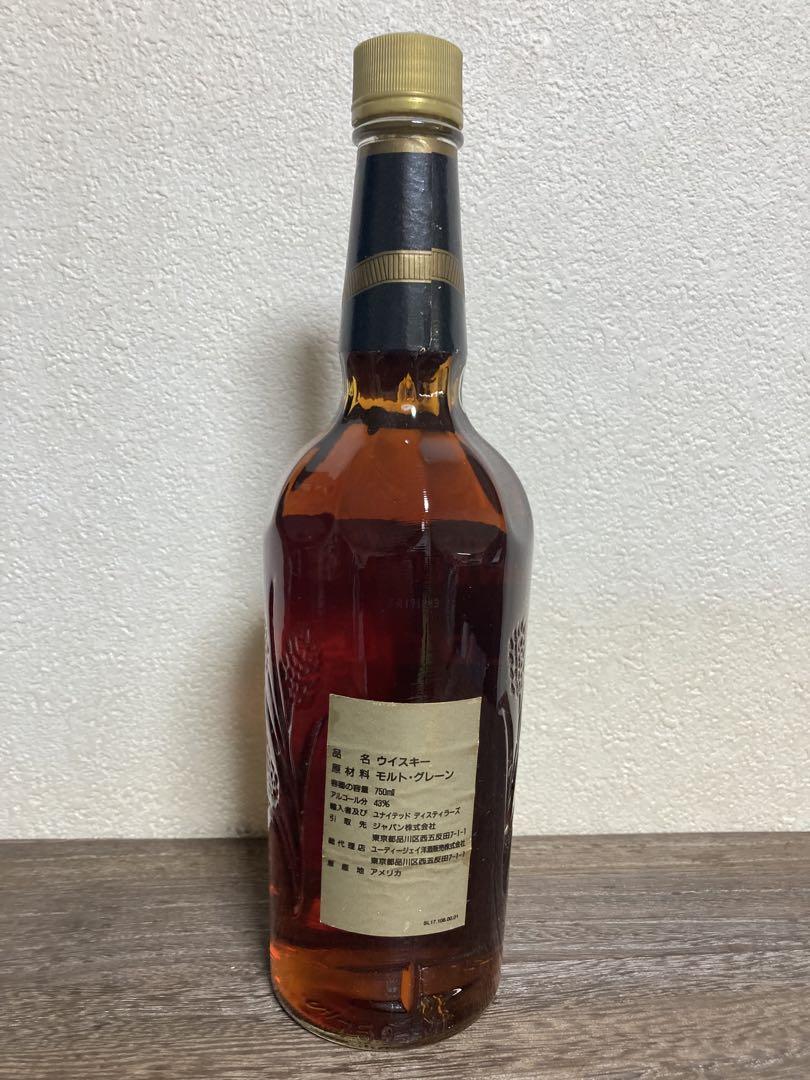 品名 ウイスキー
原材料 モルト・グレーン
容器の容量 750ml
アルコール分 43%
輸入者及び ユナイテッド ディスティラーズ
引取先 ジャパン株式会社
東京都品川区西五反田7-1-1
総代理店 ユーディージェイ洋酒販売株式会社
東京都品川区西五反田7-1-1
原産地 アメリカ
SL17.108.00.01